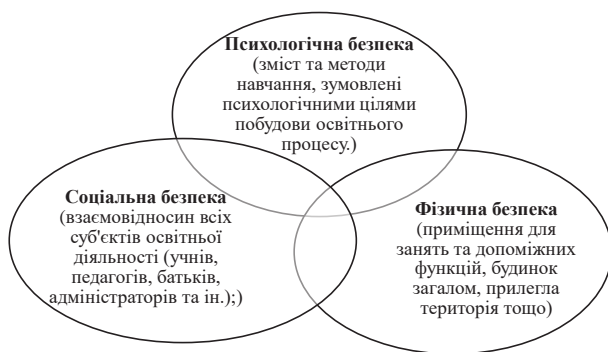 Психологічна безпека
(зміст та методи
навчання, зумовлені
психологічними цілями
побудови освітнього
процесу.)
Соціальна безпека
(взаємовідносин всіх
суб'єктів освітньої
діяльності (учнів,
педагогів, батьків,
адміністраторів та ін.);)
Фізична безпека
(приміщення для
занять та допоміжних
функцій, будинок
загалом, прилегла
територія тощо)